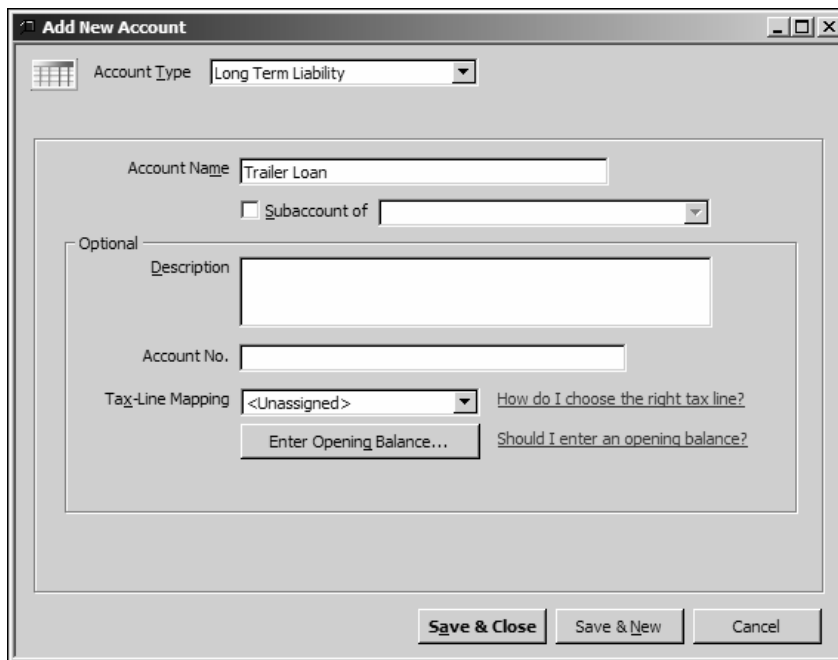 Add New Account
Account Type Long Term Liability
Account Name Trailer Loan
Subaccount of
Optional
Description
Account No.
Tax-Line Mapping <Unassigned> How do I choose the right tax line?
Enter Opening Balance... Should I enter an opening balance?
Save & Close Save & New Cancel